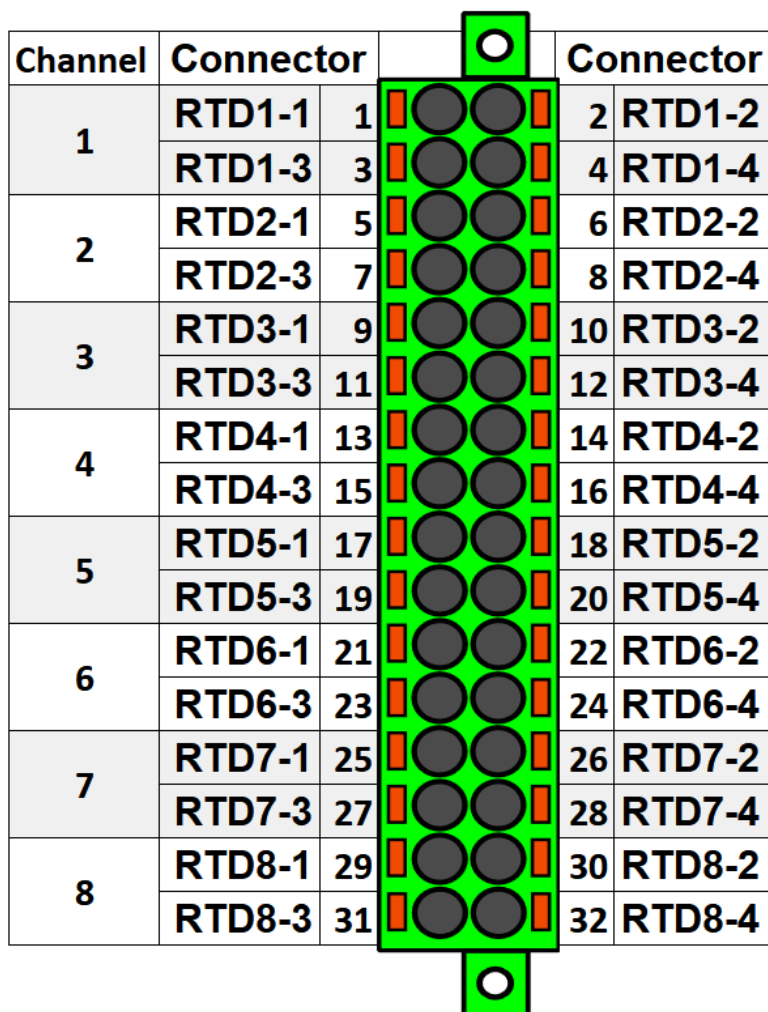 Channel Connector Connector
1
RTD1-1 1 2 RTD1-2
RTD1-3 3 4 RTD1-4
2
RTD2-1 5 6 RTD2-2
RTD2-3 7 8 RTD2-4
3
RTD3-1 9 10 RTD3-2
RTD3-3 11 12 RTD3-4
4
RTD4-1 13 14 RTD4-2
RTD4-3 15 16 RTD4-4
5
RTD5-1 17 18 RTD5-2
RTD5-3 19 20 RTD5-4
6
RTD6-1 21 22 RTD6-2
RTD6-3 23 24 RTD6-4
7
RTD7-1 25 26 RTD7-2
RTD7-3 27 28 RTD7-4
8
RTD8-1 29 30 RTD8-2
RTD8-3 31 32 RTD8-4